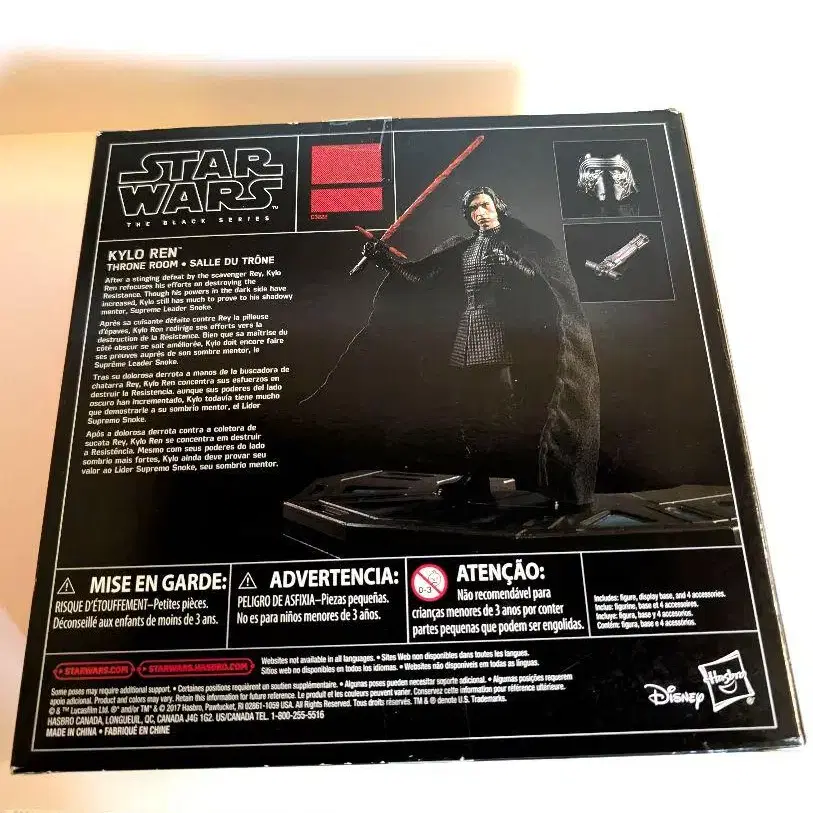 STAR
WARS™
THE BLACK SERIES
C3222
KYLO REN™
THRONE ROOM • SALLE DU TRÔNE
After a stinging defeat by the scavenger Rey, Kylo
Ren refocuses his efforts on destroying the
Resistance. Though his powers in the dark side have
increased, Kylo still has much to prove to his shadowy
mentor, Supreme Leader Snoke.
Après sa cuisante défaite contre Rey la pilleuse
d'épaves, Kylo Ren redirige ses efforts vers la
destruction de la Résistance. Bien que sa maîtrise du
côté obscur se soit améliorée, Kylo doit encore faire
ses preuves auprès de son sombre mentor, le
Suprême Leader Snoke.
Tras su dolorosa derrota a manos de la buscadora de
chatarra Rey, Kylo Ren concentra sus esfuerzos en
destruir la Resistencia. aunque sus poderes del lado
oscuro han incrementado, Kylo todavía tiene mucho
que demostrarle a su sombrío mentor, el Líder
Supremo Snoke.
Após a dolorosa derrota contra a coletora de
sucata Rey, Kylo Ren se concentra em destruir
a Resistência. Mesmo com seus poderes do lado
sombrio mais fortes, Kylo ainda deve provar seu
valor ao Líder Supremo Snoke, seu sombrio mentor.
MISE EN GARDE:
RISQUE D'ÉTOUFFEMENT–Petites pièces.
Déconseillé aux enfants de moins de 3 ans.
ADVERTENCIA:
PELIGRO DE ASFIXIA–Piezas pequeñas.
No es para niños menores de 3 años.
0-3
ATENÇÃO:
Não recomendável para
crianças menores de 3 anos por conter
partes pequenas que podem ser engolidas.
Includes: figure, display base, and 4 accessories.
Inclus: figurine, base et 4 accessoires.
Incluye: figura, base y 4 accesorios.
Contém: figura, base e 4 acessórios.
STARWARS.COM • STARWARS.HASBRO.COM
Websites not available in all languages. • Sites Web non disponibles dans toutes les langues.
Sitios web no disponibles en todos los idiomas. • Websites não disponíveis em todas as línguas.
Some poses may require additional support. • Certaines positions requièrent un soutien supplémentaire. • Algunas poses pueden necesitar soporte adicional. • Algumas posições requerem
apoio adicional. Product and colors may vary. Retain this information for future reference. Le produit et les couleurs peuvent varier. Conservez cette information pour référence ultérieure.
© & ™ Lucasfilm Ltd. ®* and/or TM* & © 2017 Hasbro, Pawtucket, RI 02861-1059 USA. All Rights Reserved. Tous droits réservés. TM & ® denote U.S. Trademarks.
HASBRO CANADA, LONGUEUIL, QC, CANADA J4G 1G2. US/CANADA TEL. 1-800-255-5516
MADE IN CHINA • FABRIQUÉ EN CHINE
Disney
Hasbro